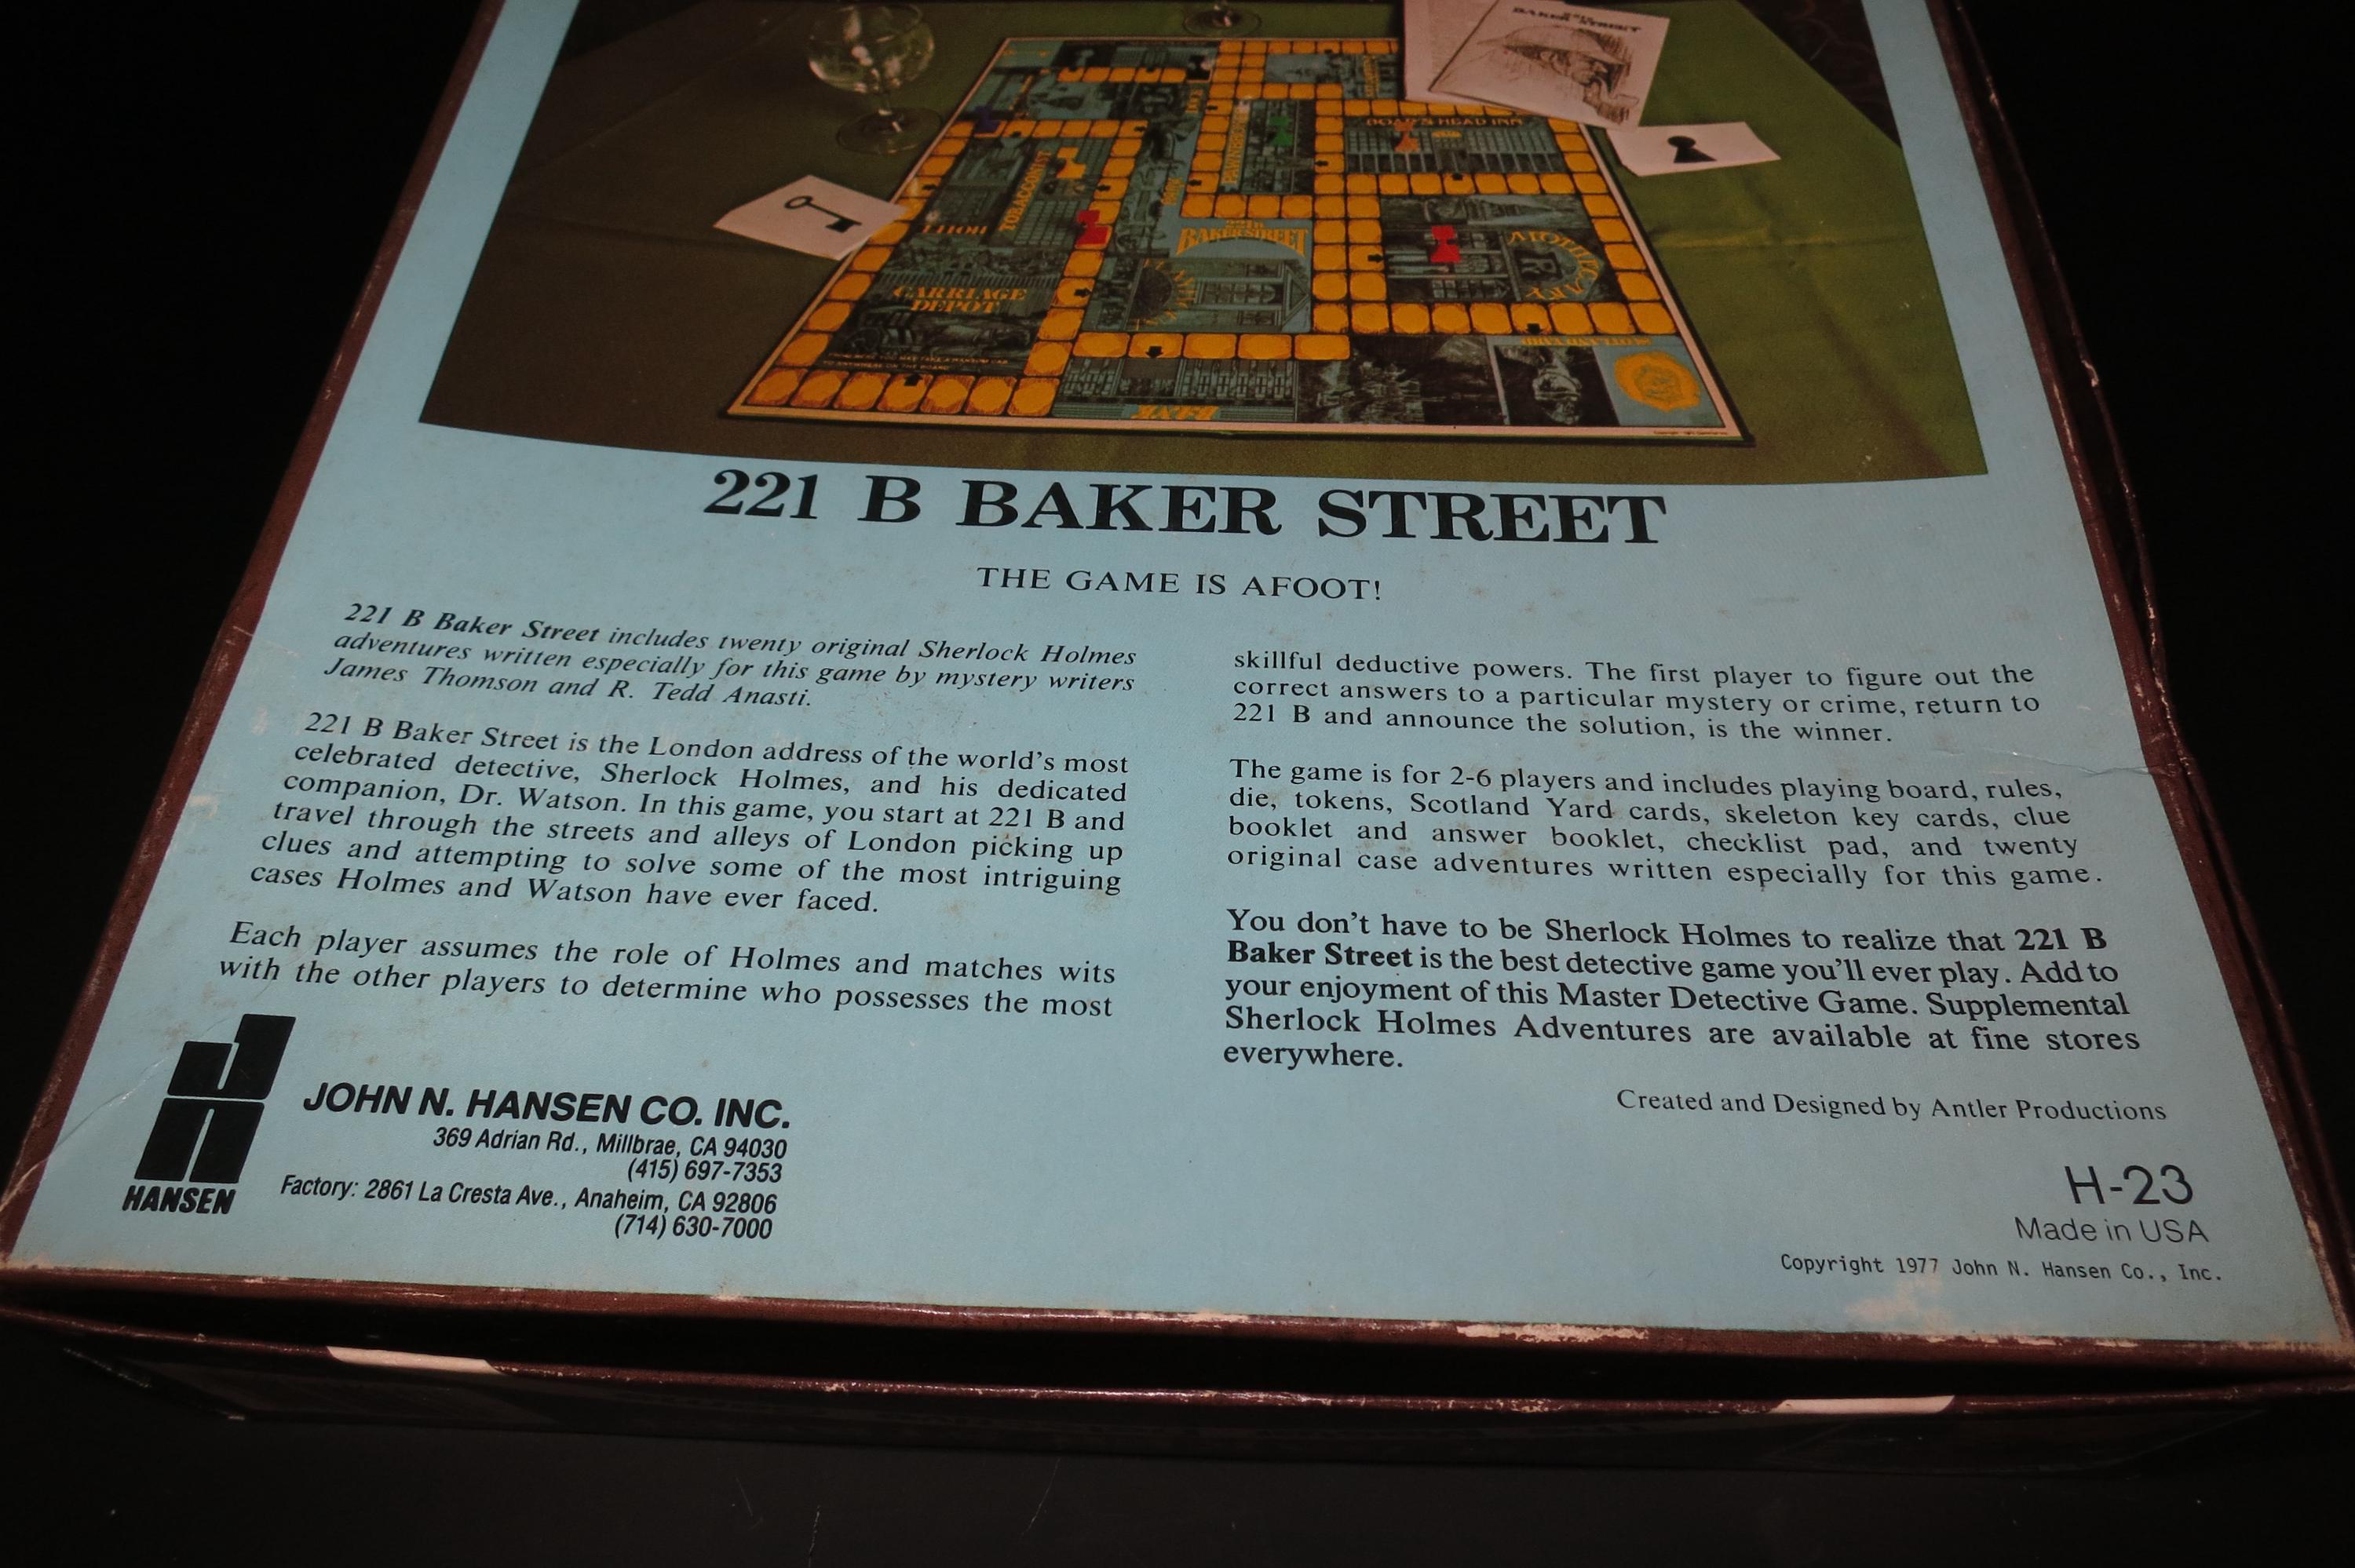 BAKER STREET
BOAR'S HEAD INN
PAWNBROKER
TOBACCONIST
HOTEL
221B
BAKER STREET
APOTHECARY
CARRIAGE
DEPOT
BANK
221 B BAKER STREET
THE GAME IS AFOOT!
221 B Baker Street includes twenty original Sherlock Holmes
adventures written especially for this game by mystery writers
James Thomson and R. Tedd Anasti.
221 B Baker Street is the London address of the world's most
celebrated detective, Sherlock Holmes, and his dedicated
companion, Dr. Watson. In this game, you start at 221 B and
travel through the streets and alleys of London picking up
clues and attempting to solve some of the most intriguing
cases Holmes and Watson have ever faced.
Each player assumes the role of Holmes and matches wits
with the other players to determine who possesses the most
skillful deductive powers. The first player to figure out the
correct answers to a particular mystery or crime, return to
221 B and announce the solution, is the winner.
The game is for 2-6 players and includes playing board, rules,
die, tokens, Scotland Yard cards, skeleton key cards, clue
booklet and answer booklet, checklist pad, and twenty
original case adventures written especially for this game.
You don't have to be Sherlock Holmes to realize that 221 B
Baker Street is the best detective game you'll ever play. Add to
your enjoyment of this Master Detective Game. Supplemental
Sherlock Holmes Adventures are available at fine stores
everywhere.
Created and Designed by Antler Productions
HANSEN
JOHN N. HANSEN CO. INC.
369 Adrian Rd., Millbrae, CA 94030
(415) 697-7353
Factory: 2861 La Cresta Ave., Anaheim, CA 92806
(714) 630-7000
H-23
Made in USA
Copyright 1977 John N. Hansen Co., Inc.